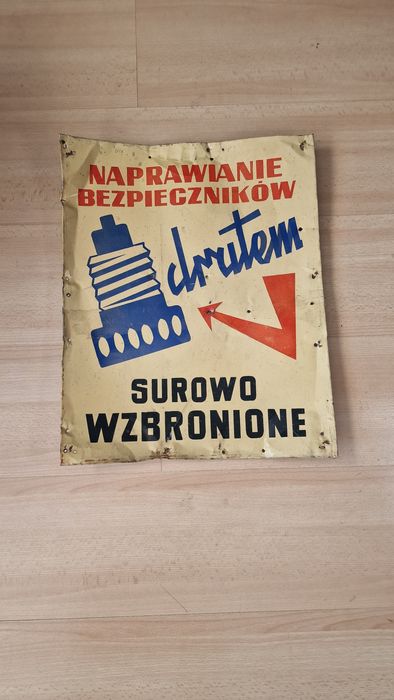 NAPRAWIANIE
BEZPIECZNIKÓW
drutem
SUROWO
WZBRONIONE